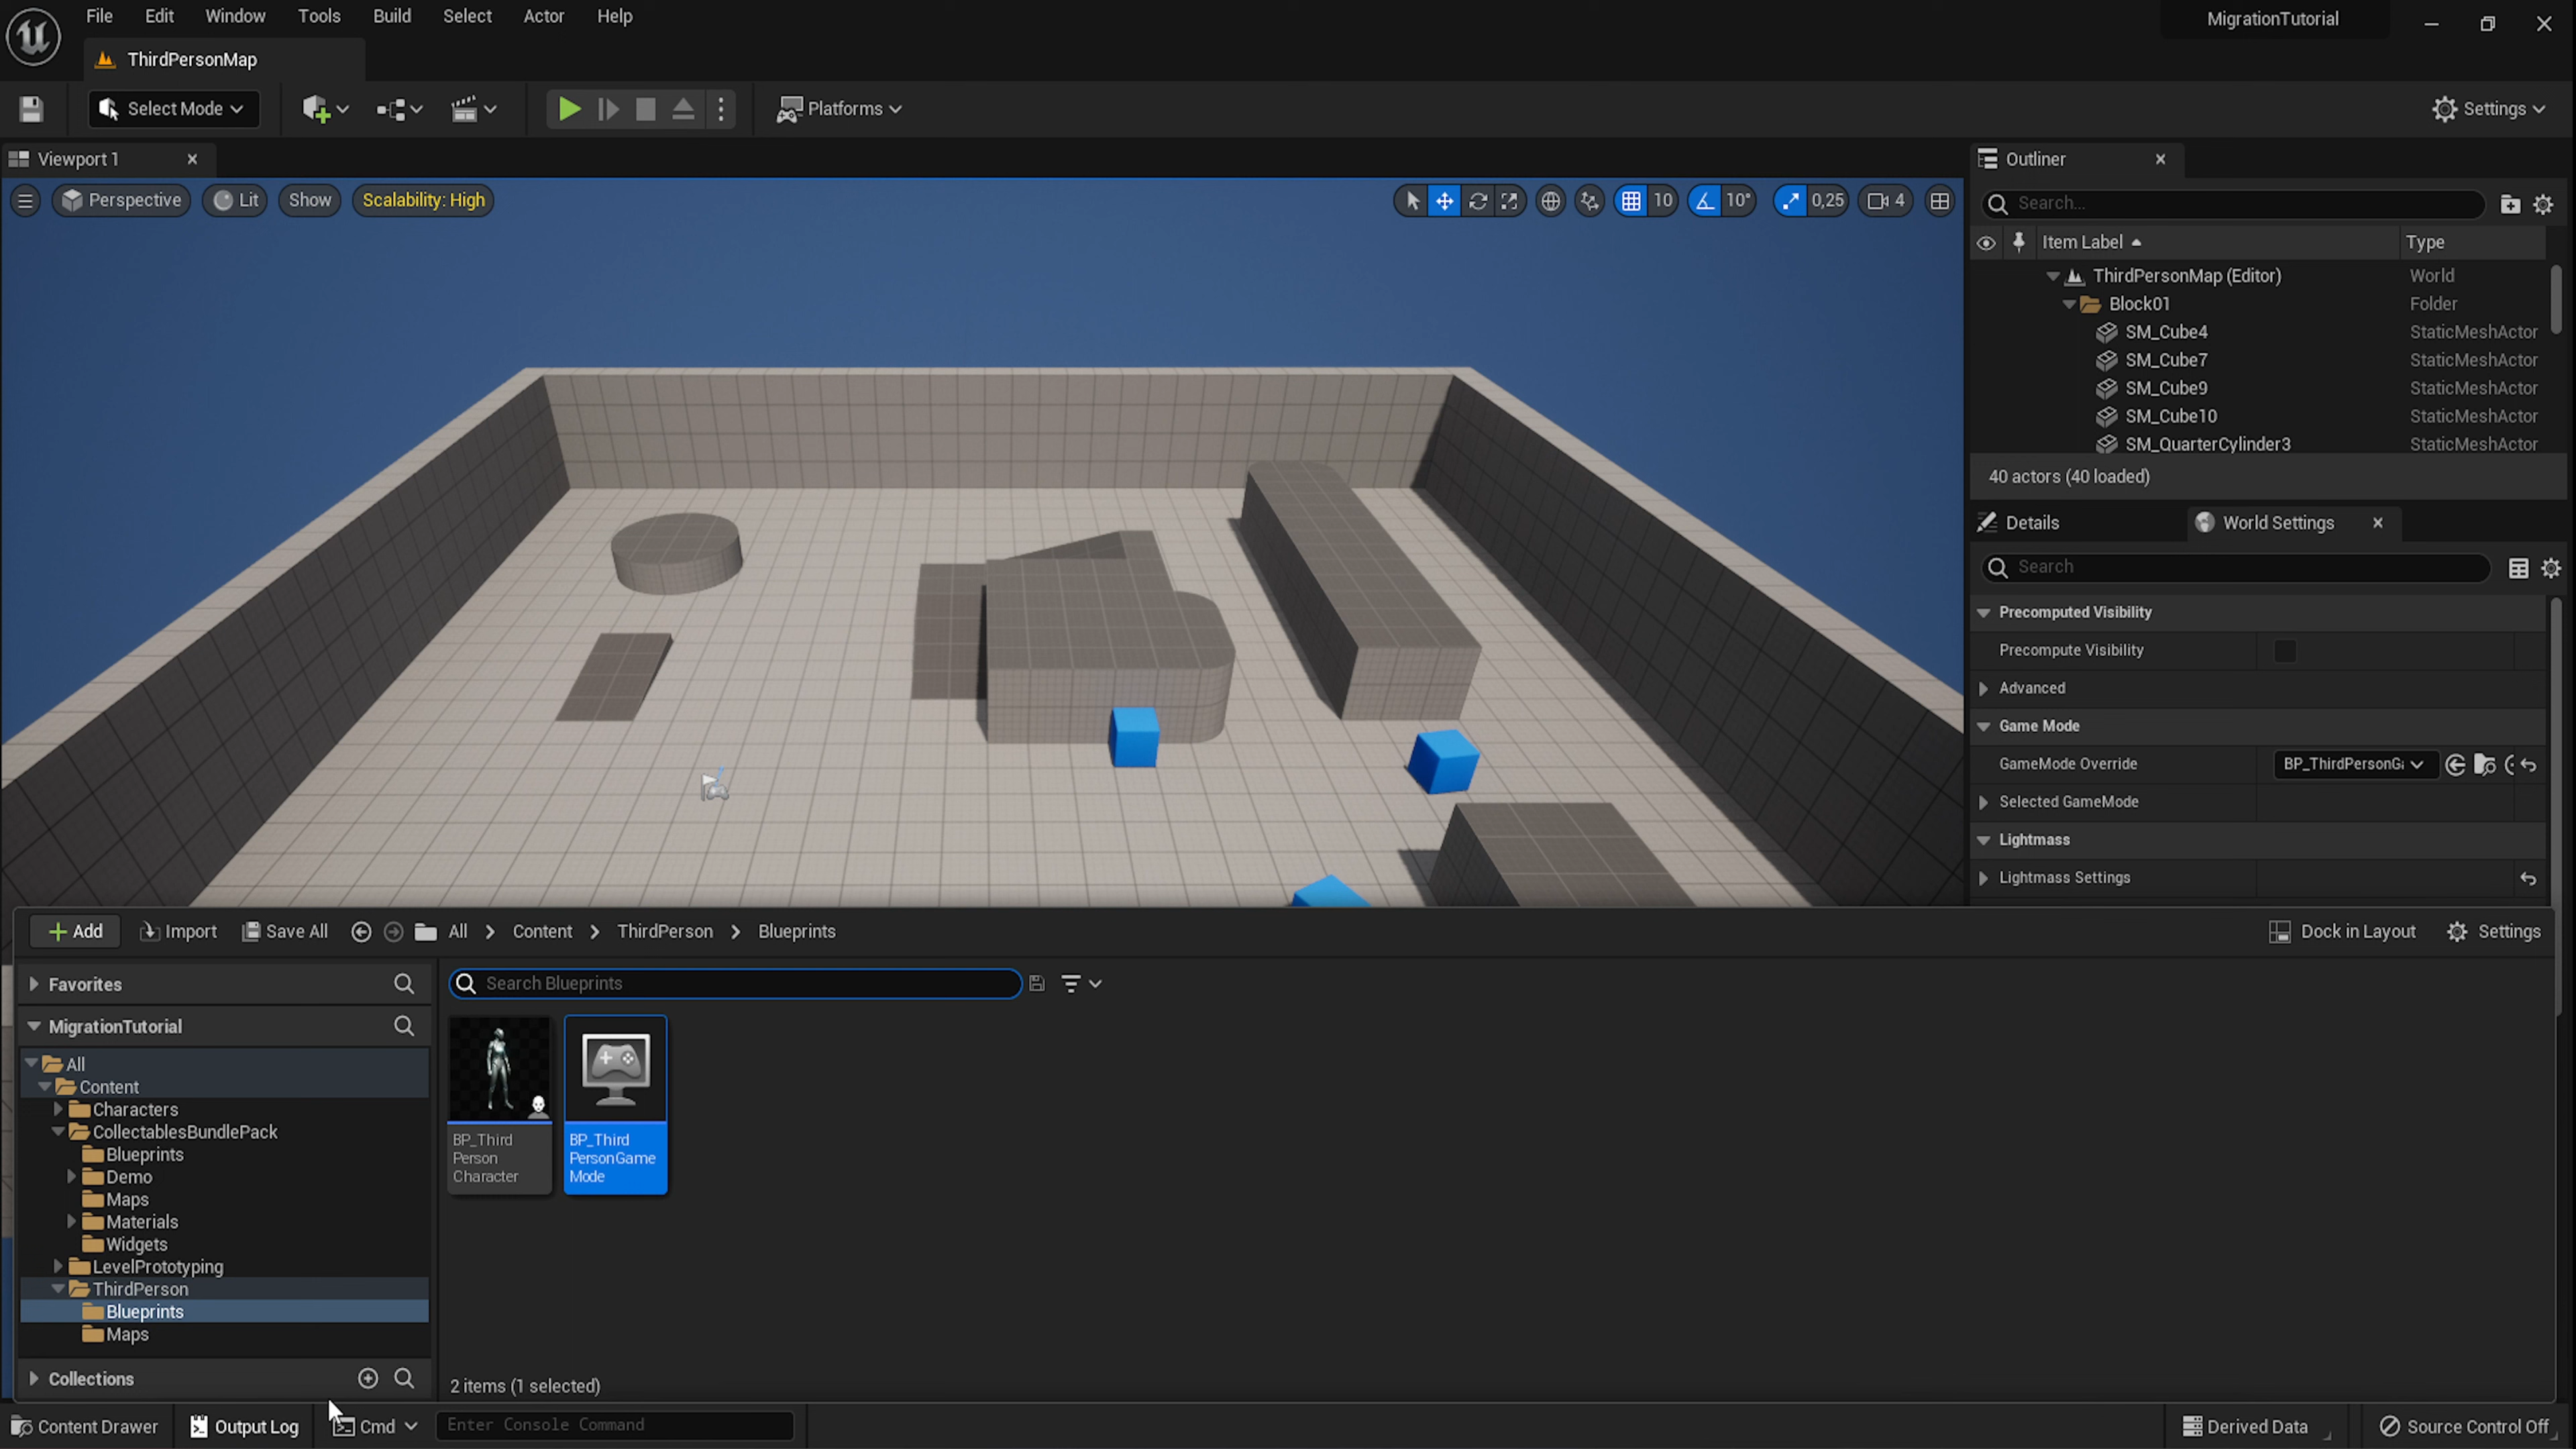 File Edit Window Tools Build Select Actor Help
MigrationTutorial
ThirdPersonMap
Select Mode
Platforms
Settings
Viewport 1
Perspective Lit Show Scalability: High
10 10° 0,25 4
Outliner
Search...
Item Label Type
ThirdPersonMap (Editor) World
Block01 Folder
SM_Cube4 StaticMeshActor
SM_Cube7 StaticMeshActor
SM_Cube9 StaticMeshActor
SM_Cube10 StaticMeshActor
SM_QuarterCylinder3 StaticMeshActor
40 actors (40 loaded)
Details World Settings
Search
Precomputed Visibility
Precompute Visibility
Advanced
Game Mode
GameMode Override BP_ThirdPersonGa
Selected GameMode
Lightmass
Lightmass Settings
Add Import Save All All Content ThirdPerson Blueprints
Dock in Layout Settings
Favorites
MigrationTutorial
All
Content
Characters
CollectablesBundlePack
Blueprints
Demo
Maps
Materials
Widgets
LevelPrototyping
ThirdPerson
Blueprints
Maps
Collections
Search Blueprints
BP_Third
Person
Character
BP_Third
PersonGame
Mode
2 items (1 selected)
Content Drawer Output Log Cmd Enter Console Command
Derived Data Source Control Off